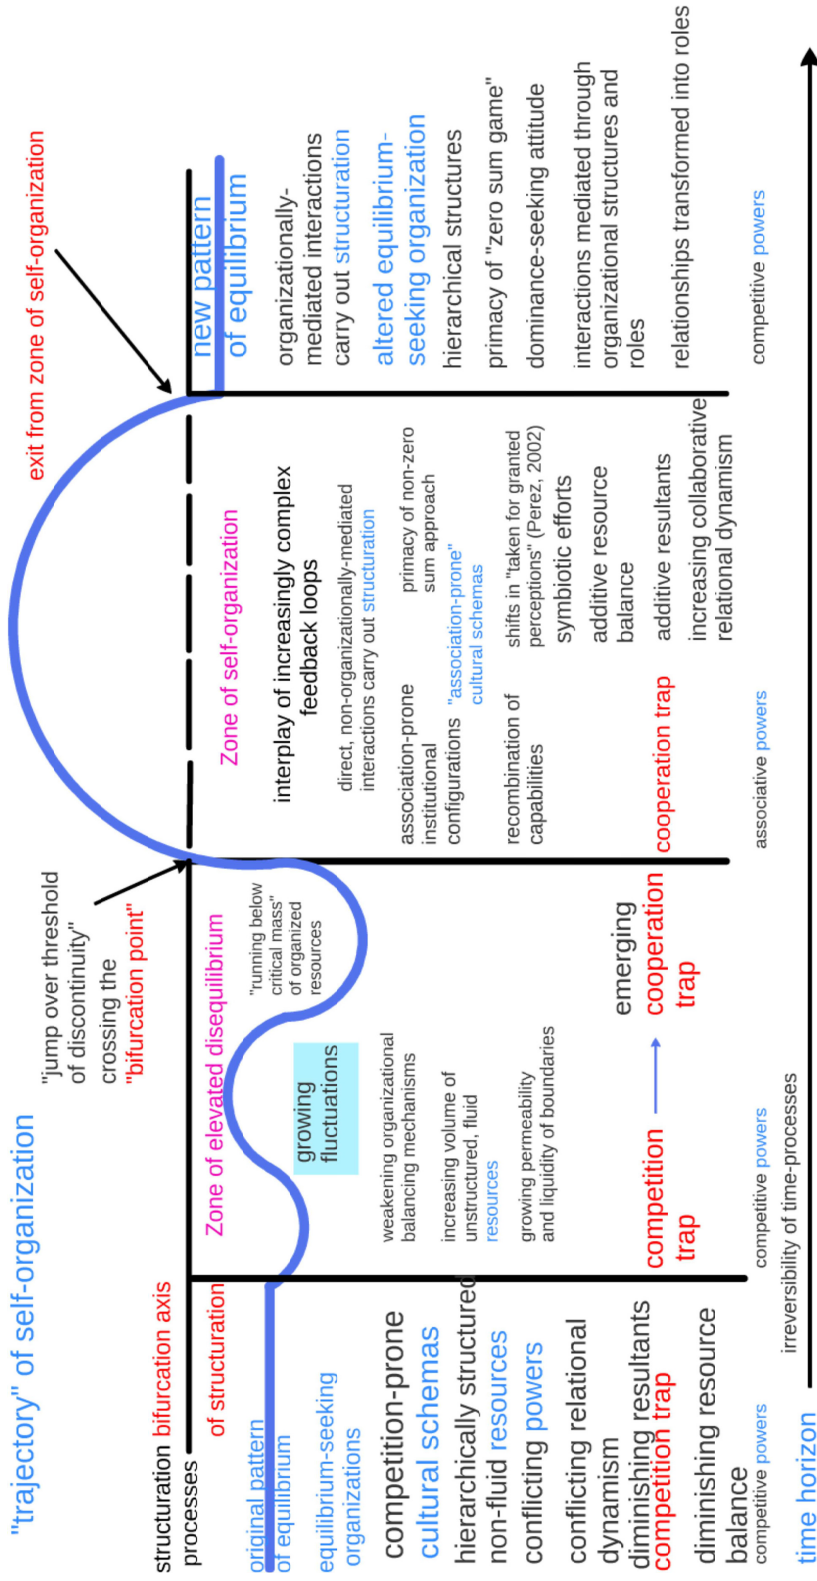 "trajectory" of self-organization
structuration bifurcation axis
processes
of structuration
original pattern
of equilibrium
equilibrium-seeking
organizations
competition-prone
cultural schemas
hierarchically structured
non-fluid resources
conflicting powers
conflicting relational
dynamism
diminishing resultants
competition trap
diminishing resource
balance
competitive powers
"jump over threshold
of discontinuity"
crossing the
"bifurcation point"
Zone of elevated disequilibrium
"running below
critical mass"
of organized
resources
growing
fluctuations
weakening organizational
balancing mechanisms
increasing volume of
unstructured, fluid
resources
growing permeability
and liquidity of boundaries
competition
trap
emerging
cooperation
trap
competitive powers
exit from zone of self-organization
Zone of self-organization
interplay of increasingly complex
feedback loops
direct, non-organizationally-mediated
interactions carry out structuration
association-prone
institutional
configurations
primacy of non-zero
sum approach
"association-prone"
cultural schemas
recombination of
capabilities
shifts in "taken for granted
perceptions" (Perez, 2002)
symbiotic efforts
additive resource
balance
additive resultants
cooperation trap
increasing collaborative
relational dynamism
associative powers
new pattern
of equilibrium
organizationally-
mediated interactions
carry out structuration
altered equilibrium-
seeking organization
hierarchical structures
primacy of "zero sum game"
dominance-seeking attitude
interactions mediated through
organizational structures and
roles
relationships transformed into roles
competitive powers
irreversibility of time-processes
time horizon